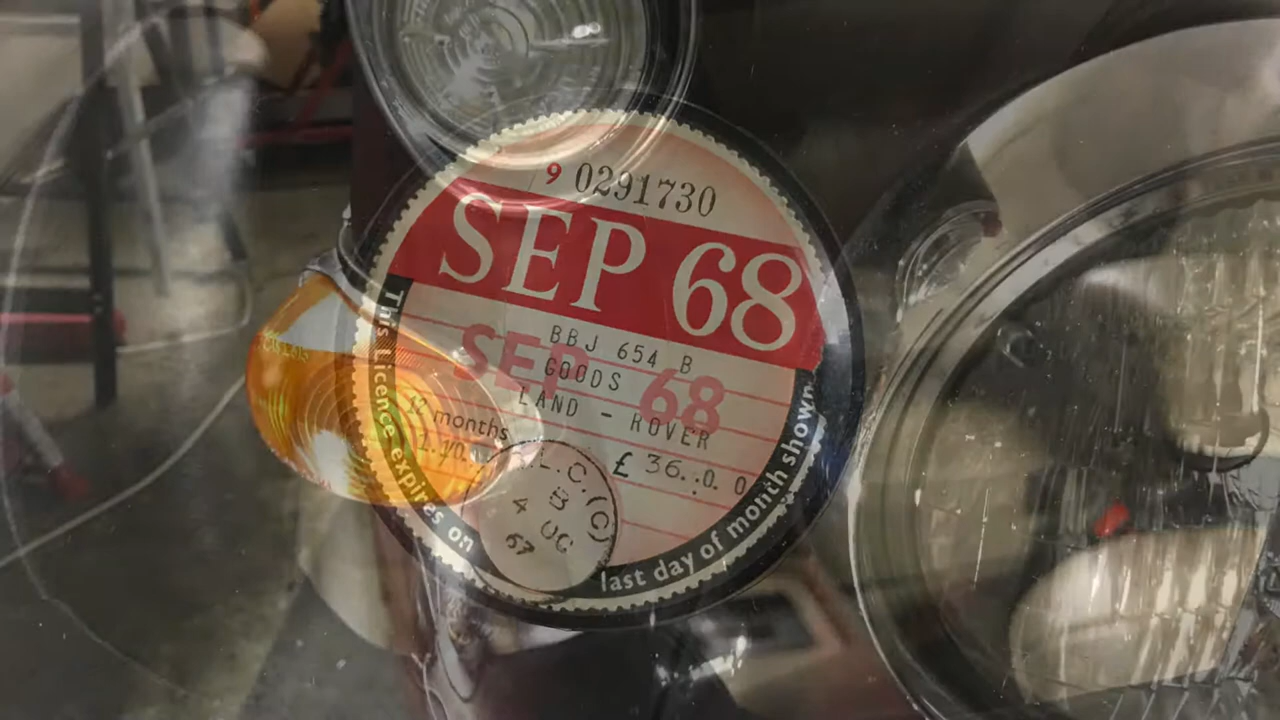 9 0291730
SEP 68
BBJ 654 B
SEP 68
GOODS
LAND - ROVER
12 months
£ 36..0. 0
L.C.(C)
B
4 OC
67
This Licence expires on last day of month shown